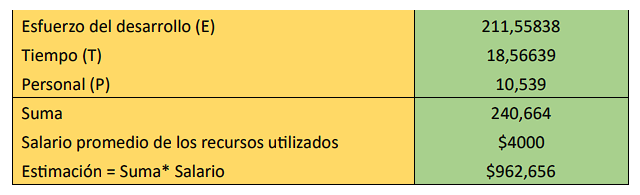 Esfuerzo del desarrollo (E) 211,55838
Tiempo (T) 18,56639
Personal (P) 10,539
Suma 240,664
Salario promedio de los recursos utilizados $4000
Estimación = Suma* Salario $962,656